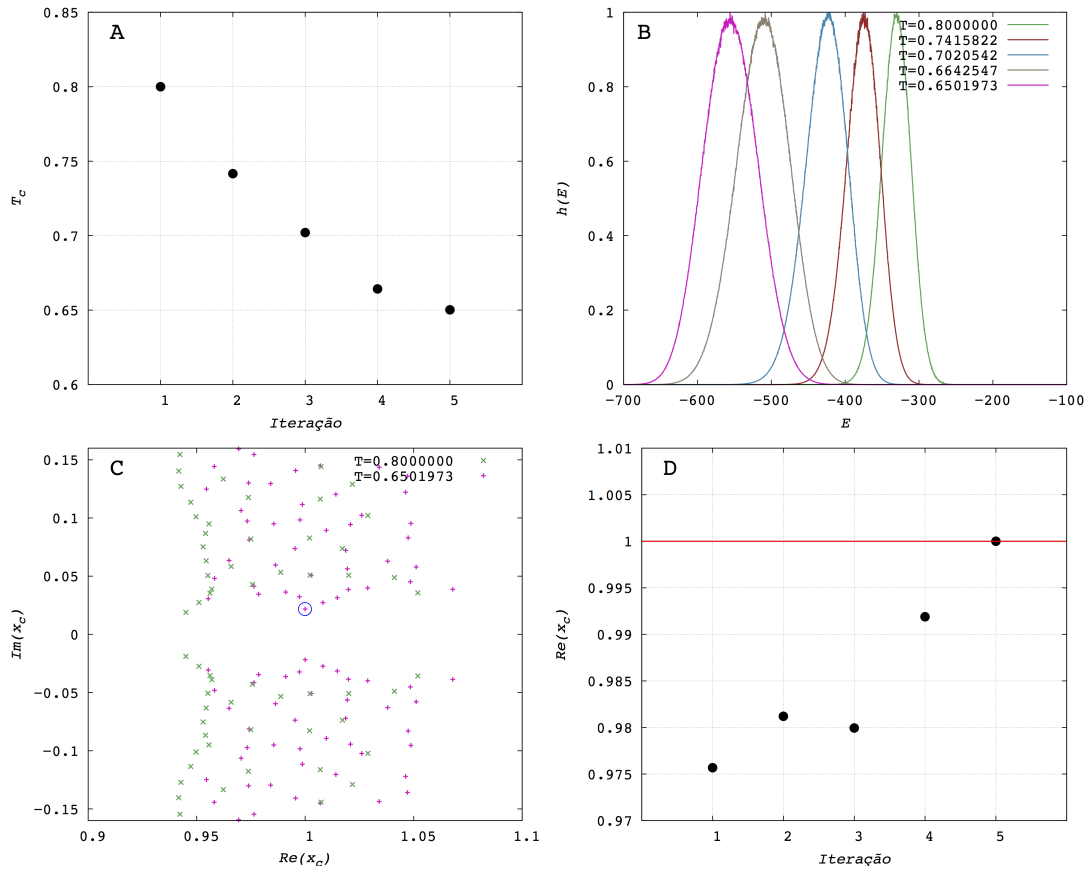 A
0.85
0.8
0.75
0.7
0.65
0.6
T_c
1 2 3 4 5
Iteração
B
T=0.8000000
T=0.7415822
T=0.7020542
T=0.6642547
T=0.6501973
1
0.8
0.6
0.4
0.2
0
h(E)
-700 -600 -500 -400 -300 -200 -100
E
C
T=0.8000000
T=0.6501973
0.15
0.1
0.05
0
-0.05
-0.1
-0.15
Im(x_c)
0.9 0.95 1 1.05 1.1
Re(x_c)
D
1.01
1.005
1
0.995
0.99
0.985
0.98
0.975
0.97
Re(x_c)
1 2 3 4 5
Iteração